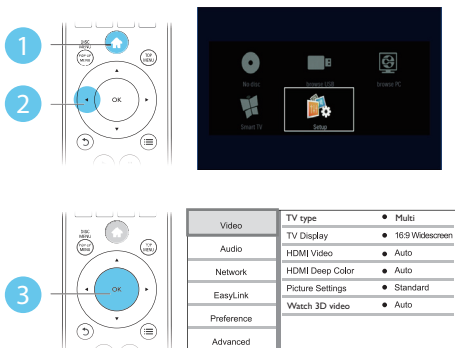 1
DISC
MENU
POP-UP
MENU
TOP
MENU
2
OK
No disc
browse USB
browse PC
Smart TV
Setup
DISC
MENU
POP-UP
MENU
TOP
MENU
3
OK
Video
Audio
Network
EasyLink
Preference
Advanced
TV type • Multi
TV Display • 16:9 Widescreen
HDMI Video • Auto
HDMI Deep Color • Auto
Picture Settings • Standard
Watch 3D video • Auto